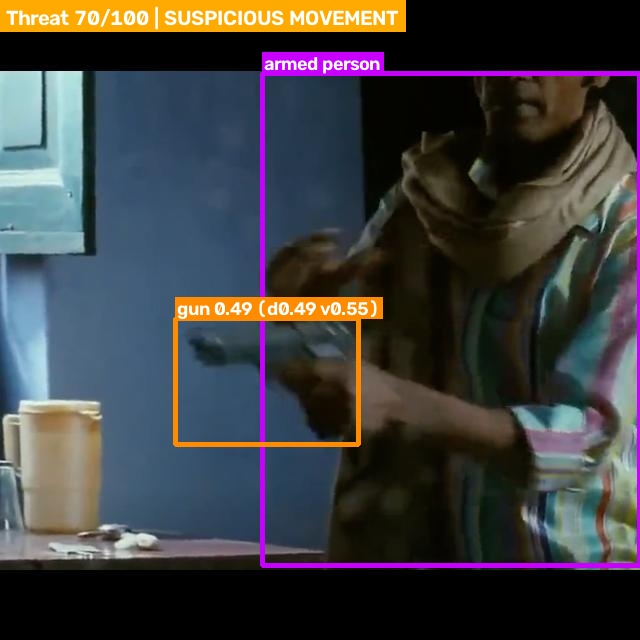 Threat 70/100 | SUSPICIOUS MOVEMENT
armed person
gun 0.49 (d0.49 v0.55)